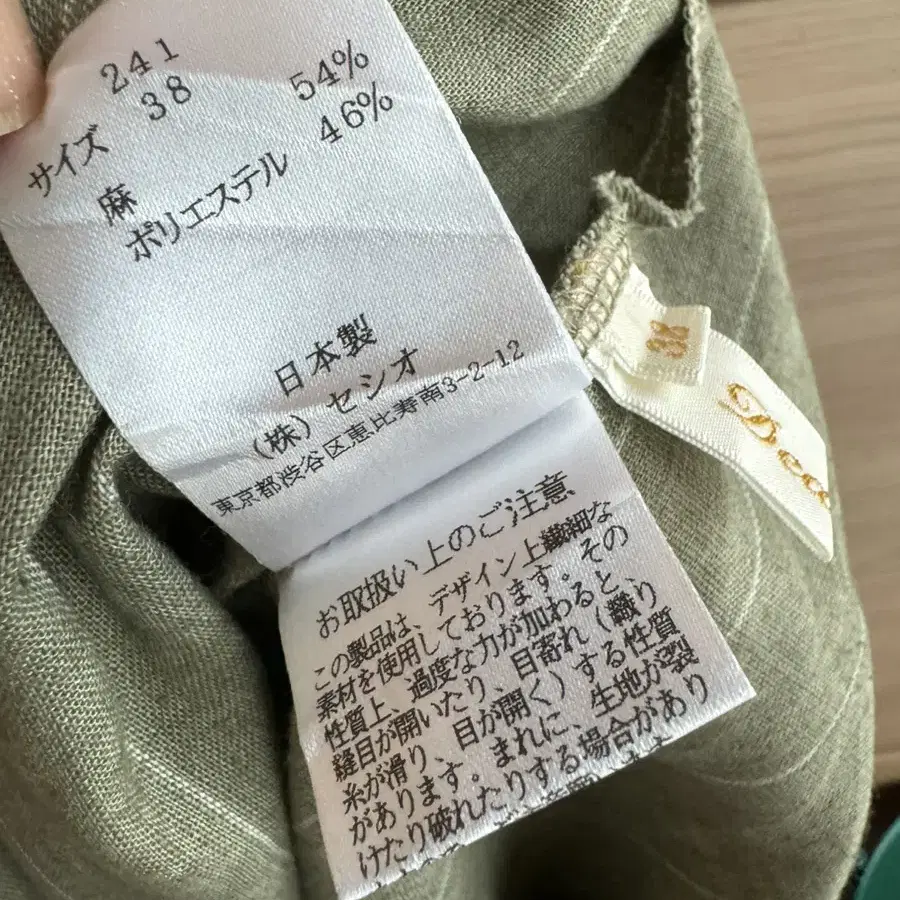 241
サイズ 38
麻 54%
ポリエステル 46%
日本製
(株)セシオ
東京都渋谷区恵比寿南3-2-12
お取扱い上のご注意
この製品は、デザイン上繊細な
素材を使用しております。その
性質上、過度な力が加わると、
縫目が開いたり、目寄れ(織り
糸が滑り、目が開く)する性質
があります。まれに、生地が裂
けたり破れたりする場合があり
38